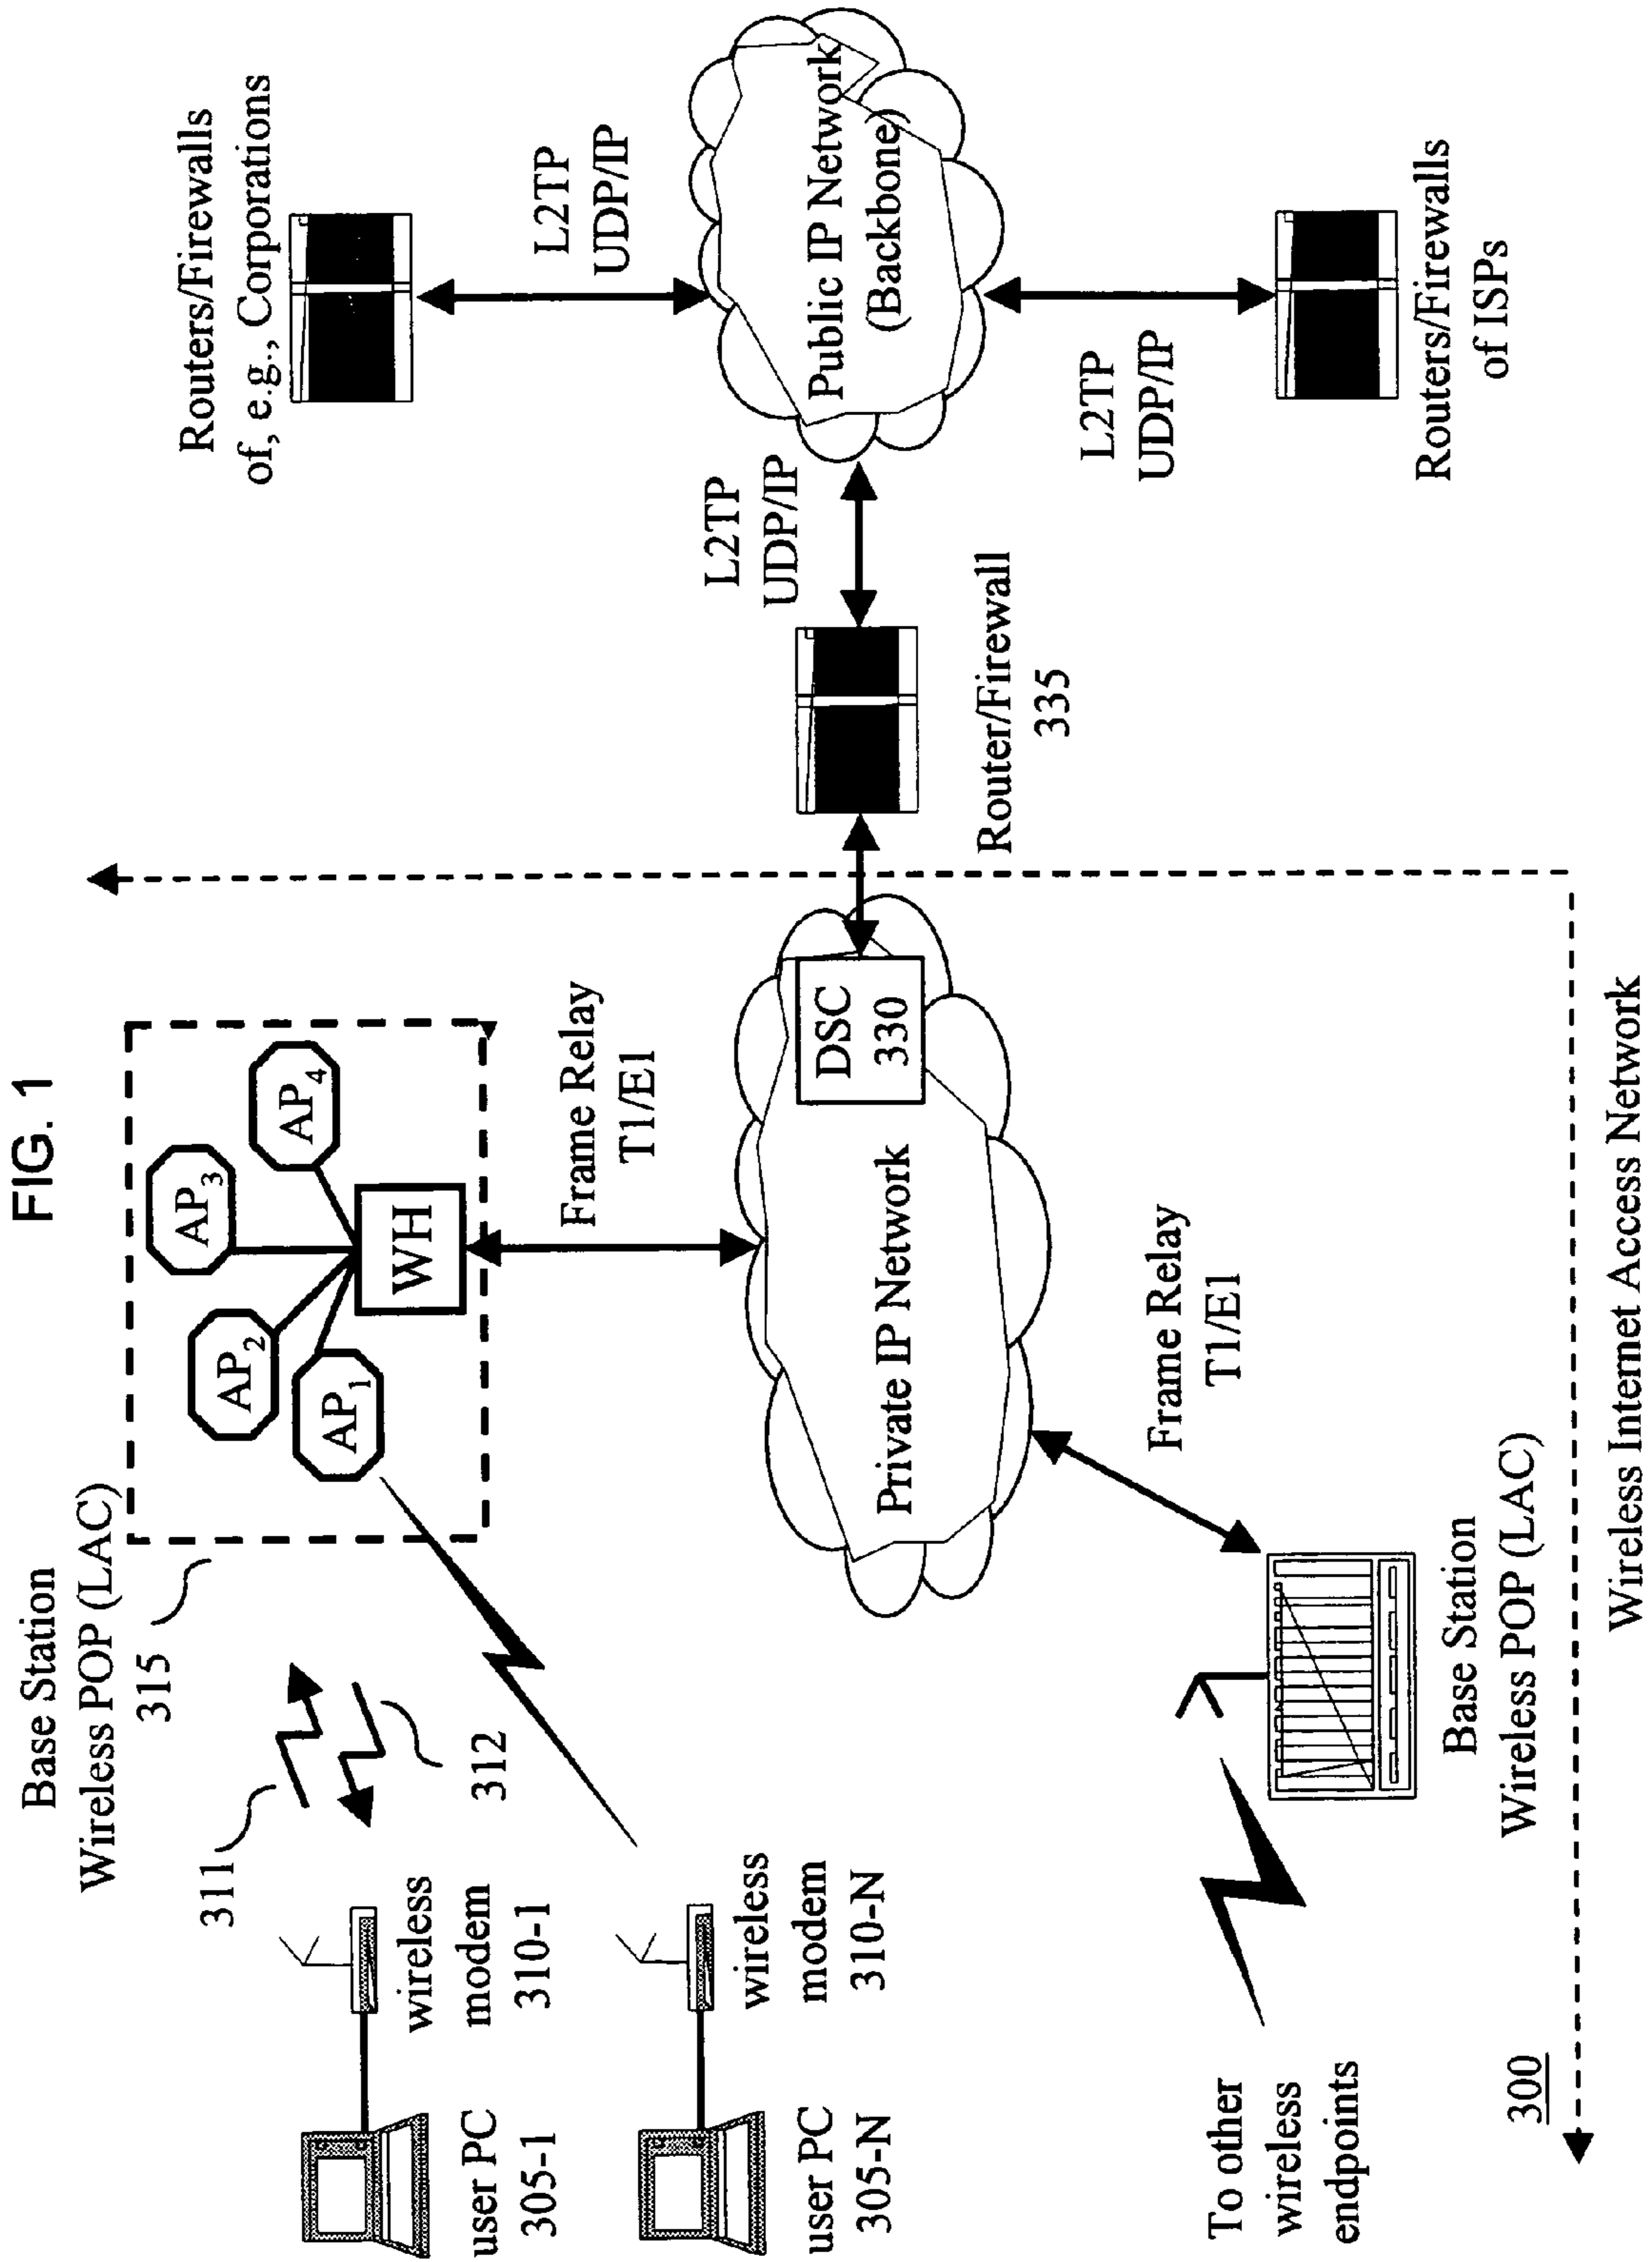 FIG. 1
Base Station
Wireless POP (LAC)
315
311
312
AP1
AP2
AP3
AP4
WH
wireless
modem
310-1
user PC
305-1
wireless
modem
310-N
user PC
305-N
Frame Relay
T1/E1
Private IP Network
DSC
330
Router/Firewall
335
L2TP
UDP/IP
Public IP Network
(Backbone)
Routers/Firewalls
of, e.g., Corporations
L2TP
UDP/IP
L2TP
UDP/IP
Routers/Firewalls
of ISPs
Frame Relay
T1/E1
Base Station
Wireless POP (LAC)
To other
wireless
endpoints
300
Wireless Internet Access Network